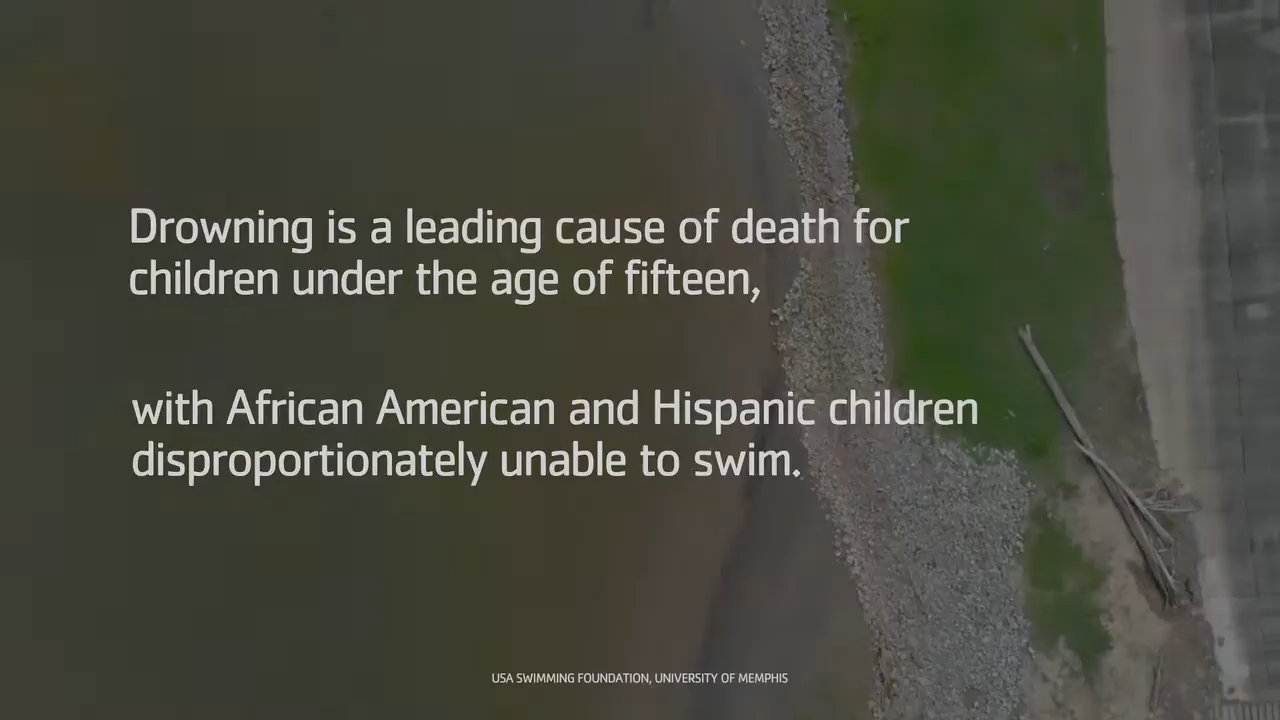 Drowning is a leading cause of death for
children under the age of fifteen,
with African American and Hispanic children
disproportionately unable to swim.
USA SWIMMING FOUNDATION, UNIVERSITY OF MEMPHIS